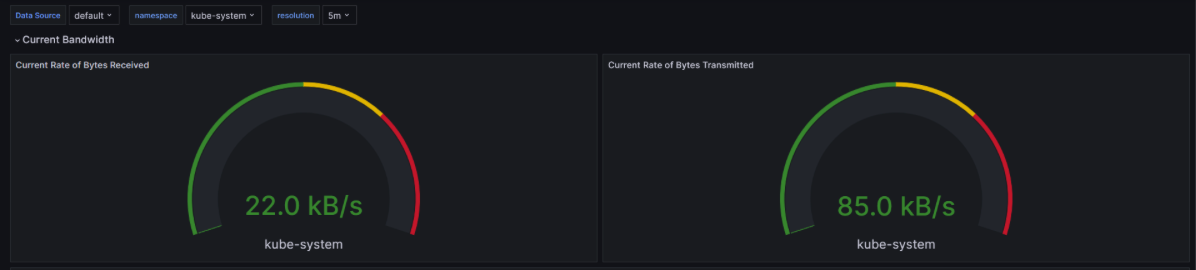 Data Source default namespace kube-system resolution 5m
Current Bandwidth
Current Rate of Bytes Received
22.0 kB/s
kube-system
Current Rate of Bytes Transmitted
85.0 kB/s
kube-system